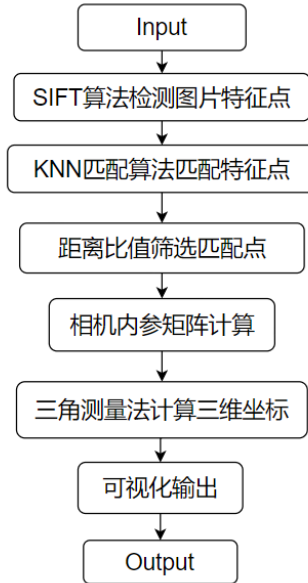 Input
SIFT算法检测图片特征点
KNN匹配算法匹配特征点
距离比值筛选匹配点
相机内参矩阵计算
三角测量法计算三维坐标
可视化输出
Output